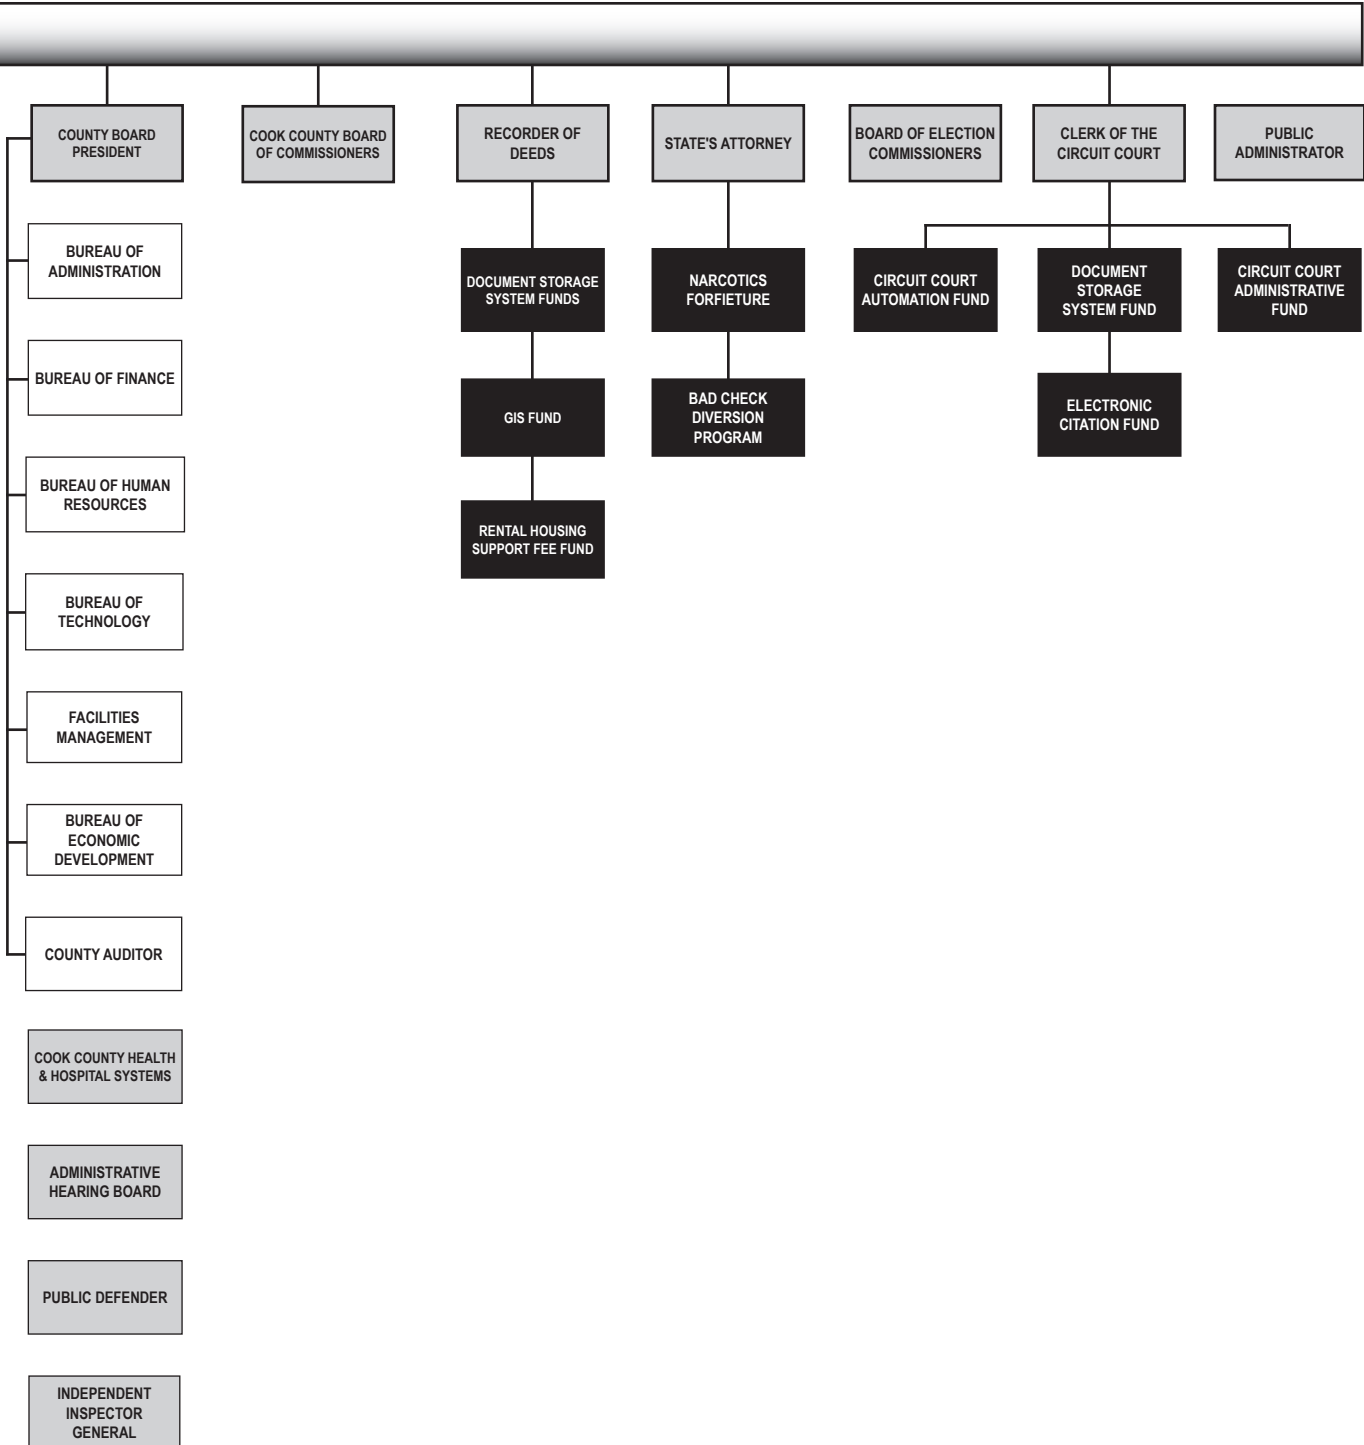 COUNTY BOARD
PRESIDENT
COOK COUNTY BOARD
OF COMMISSIONERS
RECORDER OF
DEEDS
STATE'S ATTORNEY
BOARD OF ELECTION
COMMISSIONERS
CLERK OF THE
CIRCUIT COURT
PUBLIC
ADMINISTRATOR
BUREAU OF
ADMINISTRATION
DOCUMENT STORAGE
SYSTEM FUNDS
NARCOTICS
FORFIETURE
CIRCUIT COURT
AUTOMATION FUND
DOCUMENT
STORAGE
SYSTEM FUND
CIRCUIT COURT
ADMINISTRATIVE
FUND
BUREAU OF FINANCE
GIS FUND
BAD CHECK
DIVERSION
PROGRAM
ELECTRONIC
CITATION FUND
BUREAU OF HUMAN
RESOURCES
RENTAL HOUSING
SUPPORT FEE FUND
BUREAU OF
TECHNOLOGY
FACILITIES
MANAGEMENT
BUREAU OF
ECONOMIC
DEVELOPMENT
COUNTY AUDITOR
COOK COUNTY HEALTH
& HOSPITAL SYSTEMS
ADMINISTRATIVE
HEARING BOARD
PUBLIC DEFENDER
INDEPENDENT
INSPECTOR
GENERAL